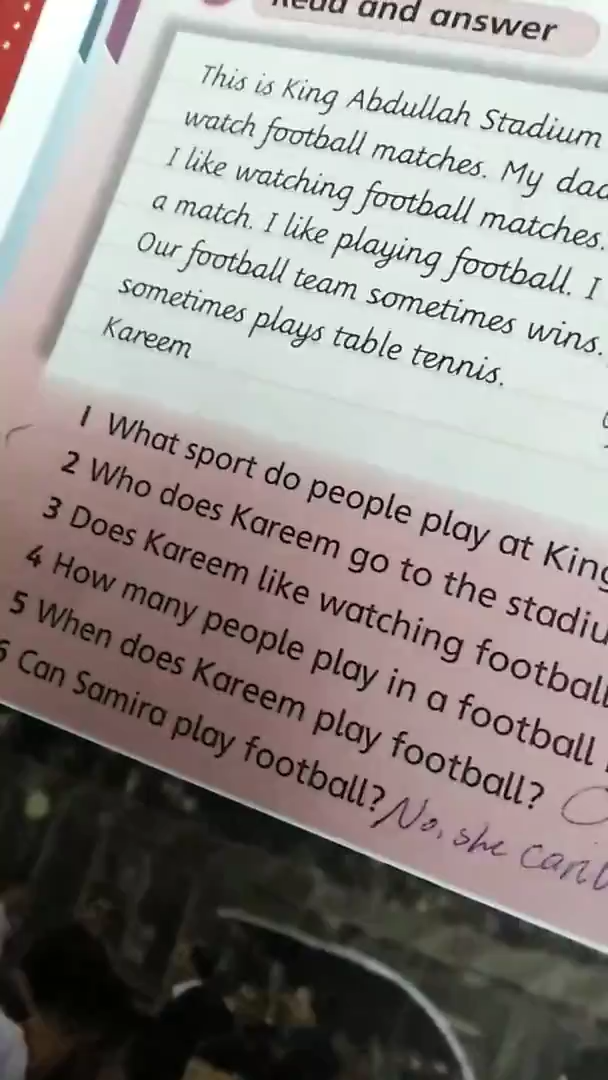 Read and answer
This is King Abdullah Stadium
watch football matches. My dad
I like watching football matches.
a match. I like playing football. I
Our football team sometimes wins.
sometimes plays table tennis.
Kareem
1 What sport do people play at King
2 Who does Kareem go to the
3 Does Kareem like watching football
4 How many people play in a football
5 When does Kareem play football?
6 Can Samira play football? No, she can't